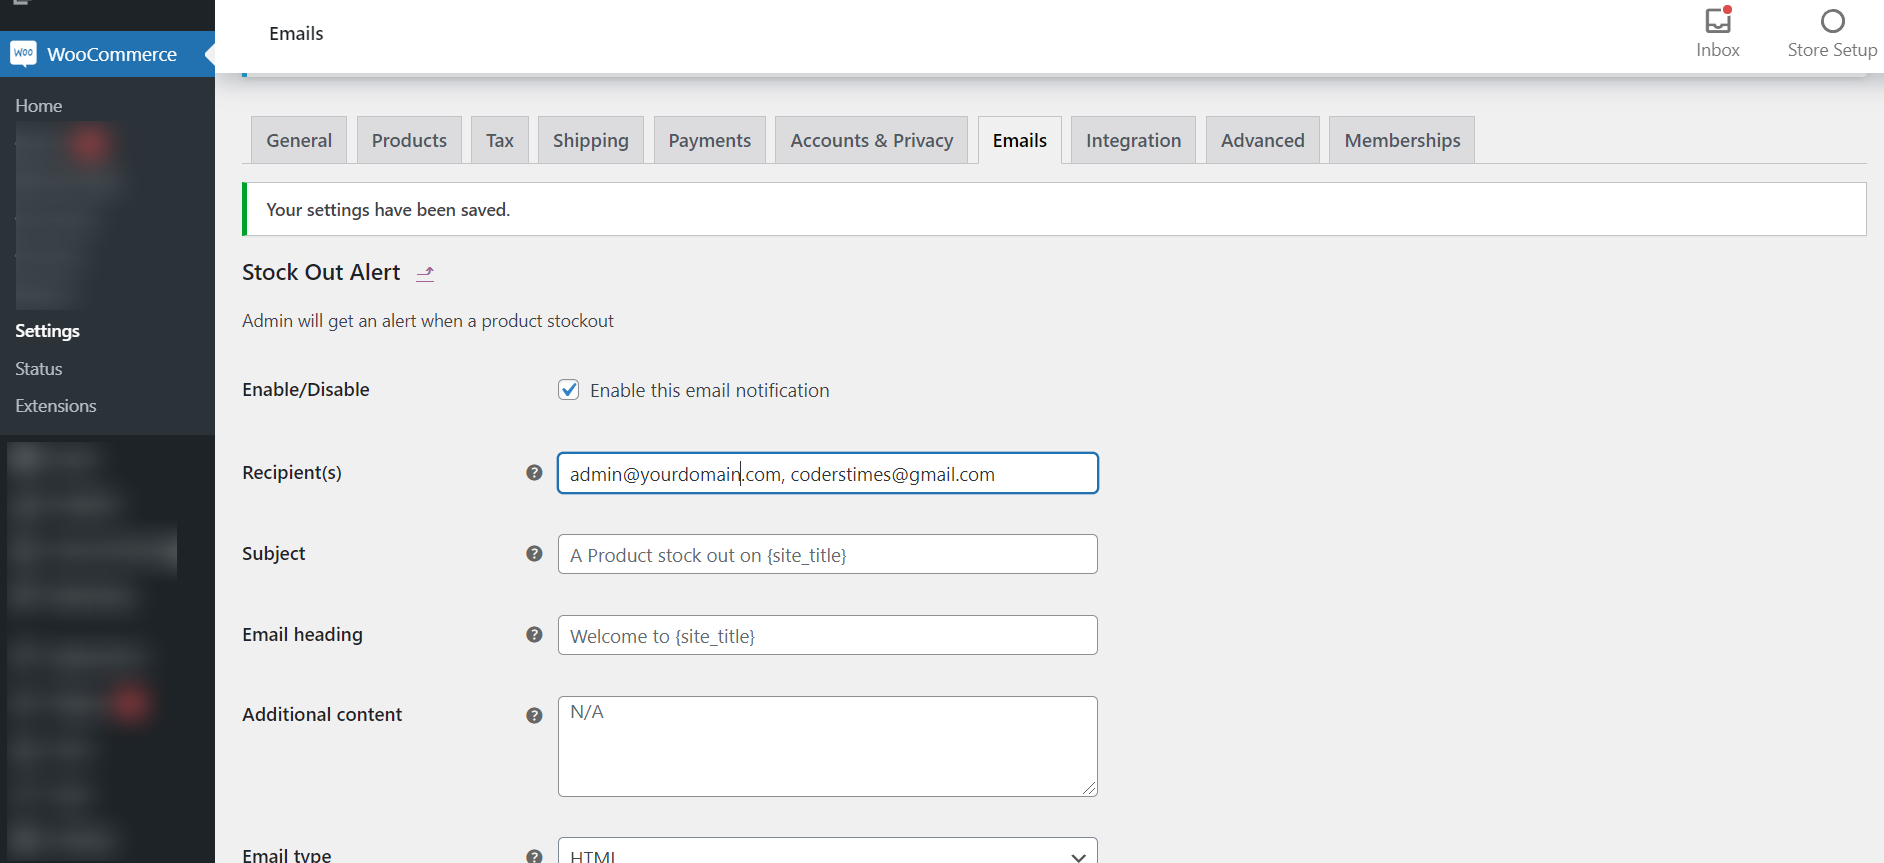 Emails
Inbox
Store Setup
Woo WooCommerce
Home
Settings
Status
Extensions
General Products Tax Shipping Payments Accounts & Privacy Emails Integration Advanced Memberships
Your settings have been saved.
Stock Out Alert
Admin will get an alert when a product stockout
Enable/Disable
Enable this email notification
Recipient(s) ?
admin@yourdomain.com, coderstimes@gmail.com
Subject ?
A Product stock out on {site_title}
Email heading ?
Welcome to {site_title}
Additional content ?
N/A
Email type ?
HTML